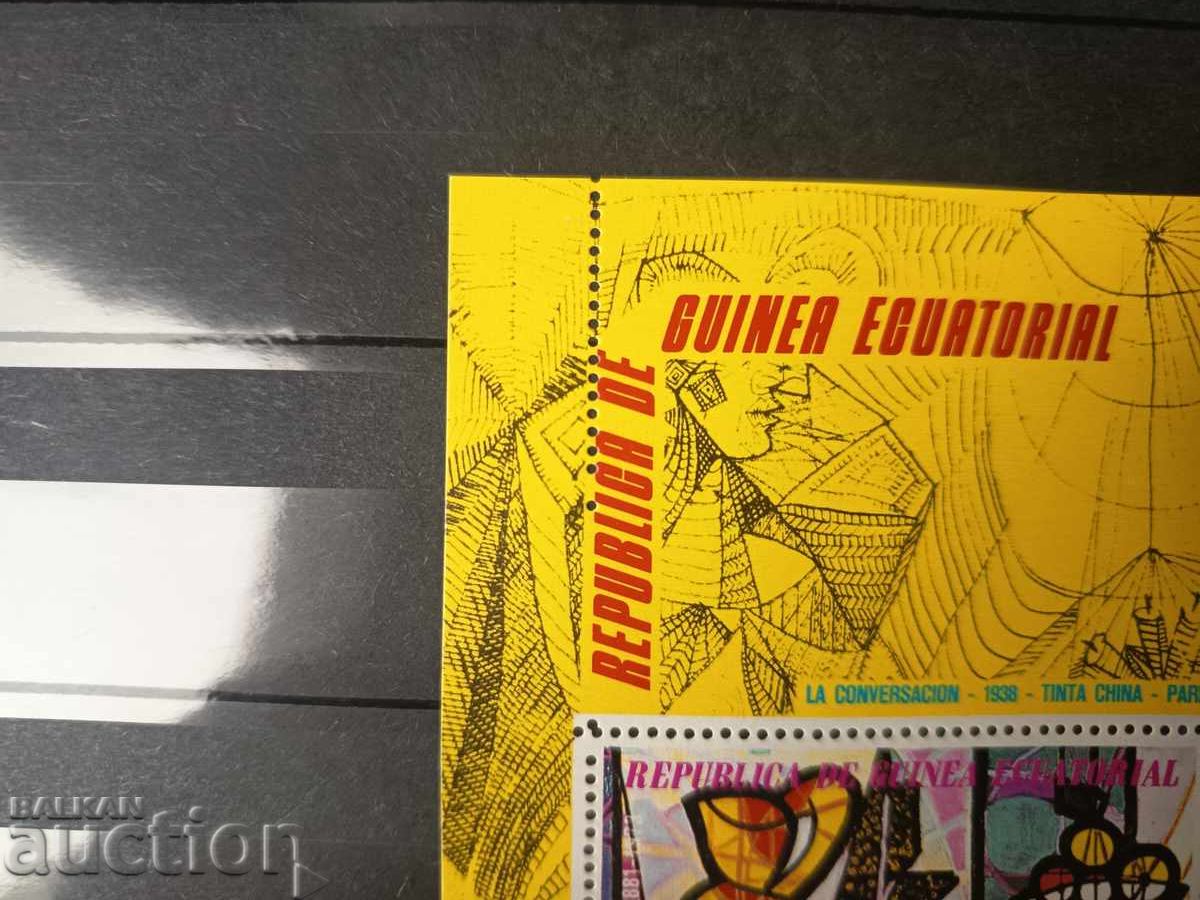 REPUBLICA DE
GUINEA ECUATORIAL
LA CONVERSACION - 1938 - TINTA CHINA - PAR
REPUBLICA DE GUINEA ECUATORIAL
1881
BALKAN
auction